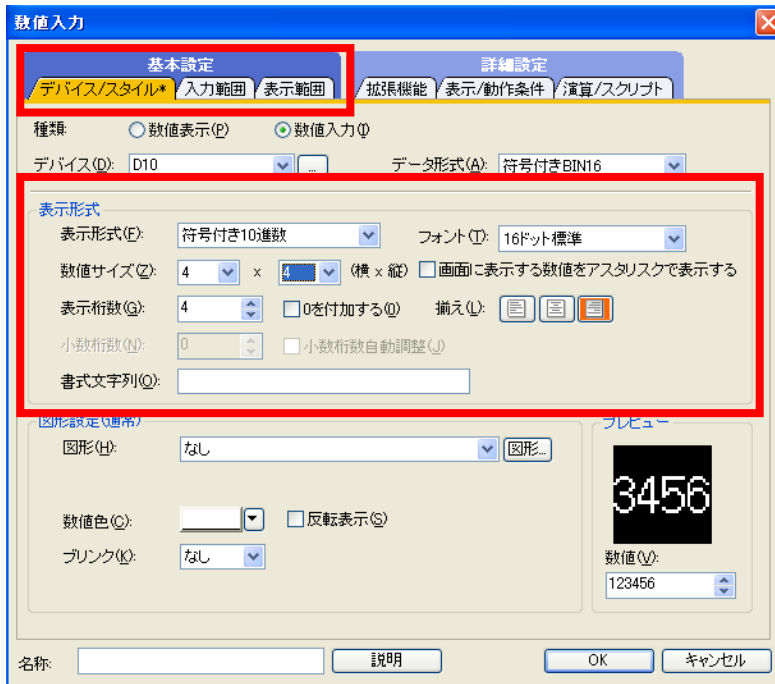 数値入力
基本設定 詳細設定
デバイス/スタイル* 入力範囲 表示範囲 拡張機能 表示/動作条件 演算/スクリプト
種類: 数値表示(P) 数値入力(I)
デバイス(D): D10 ... データ形式(A): 符号付きBIN16
表示形式
表示形式(F): 符号付き10進数 フォント(T): 16ドット標準
数値サイズ(Z): 4 x 4 (横 x 縦) 画面に表示する数値をアスタリスクで表示する
表示桁数(G): 4 0を付加する(0) 揃え(L):
小数桁数(N): 0 小数桁数自動調整(J)
書式文字列(O):
図形設定(通常) プレビュー
図形(H): なし 図形...
3456
数値色(C): 反転表示(S)
ブリンク(K): なし 数値(V):
123456
名称: 説明 OK キャンセル